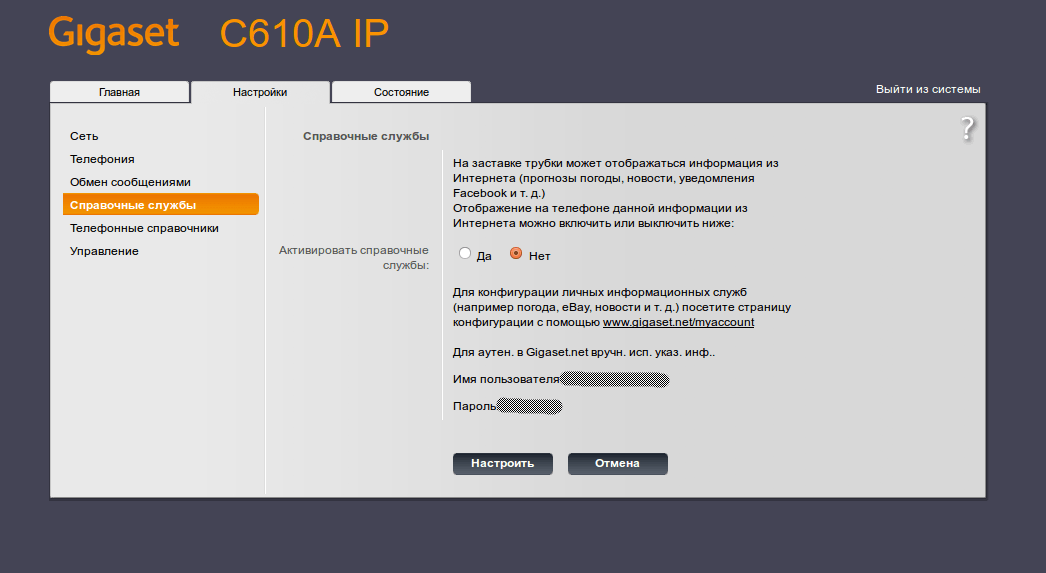 Gigaset C610A IP
Главная Настройки Состояние Выйти из системы
Сеть
Телефония
Обмен сообщениями
Справочные службы
Телефонные справочники
Управление
Справочные службы
?
На заставке трубки может отображаться информация из
Интернета (прогнозы погоды, новости, уведомления
Facebook и т. д.)
Отображение на телефоне данной информации из
Интернета можно включить или выключить ниже:
Активировать справочные
службы:
Да Нет
Для конфигурации личных информационных служб
(например погода, eBay, новости и т. д.) посетите страницу
конфигурации с помощью www.gigaset.net/myaccount
Для аутен. в Gigaset.net вручн. исп. указ. инф..
Имя пользователя
Пароль
Настроить Отмена